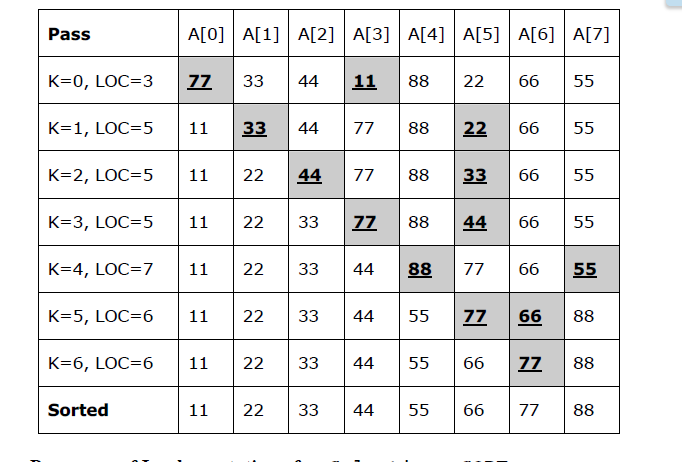 Pass A[0] A[1] A[2] A[3] A[4] A[5] A[6] A[7]
K=0, LOC=3 77 33 44 11 88 22 66 55
K=1, LOC=5 11 33 44 77 88 22 66 55
K=2, LOC=5 11 22 44 77 88 33 66 55
K=3, LOC=5 11 22 33 77 88 44 66 55
K=4, LOC=7 11 22 33 44 88 77 66 55
K=5, LOC=6 11 22 33 44 55 77 66 88
K=6, LOC=6 11 22 33 44 55 66 77 88
Sorted 11 22 33 44 55 66 77 88